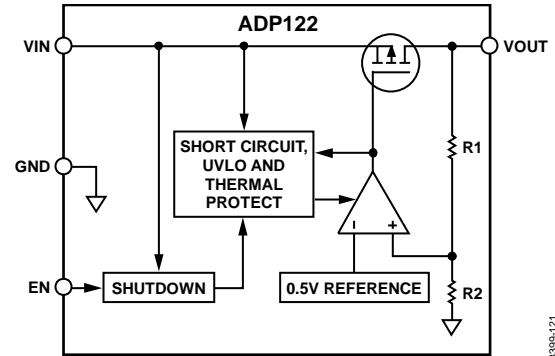 ADP122
VIN
VOUT
SHORT CIRCUIT,
UVLO AND
THERMAL
PROTECT
R1
GND
– +
EN
SHUTDOWN
0.5V REFERENCE
R2